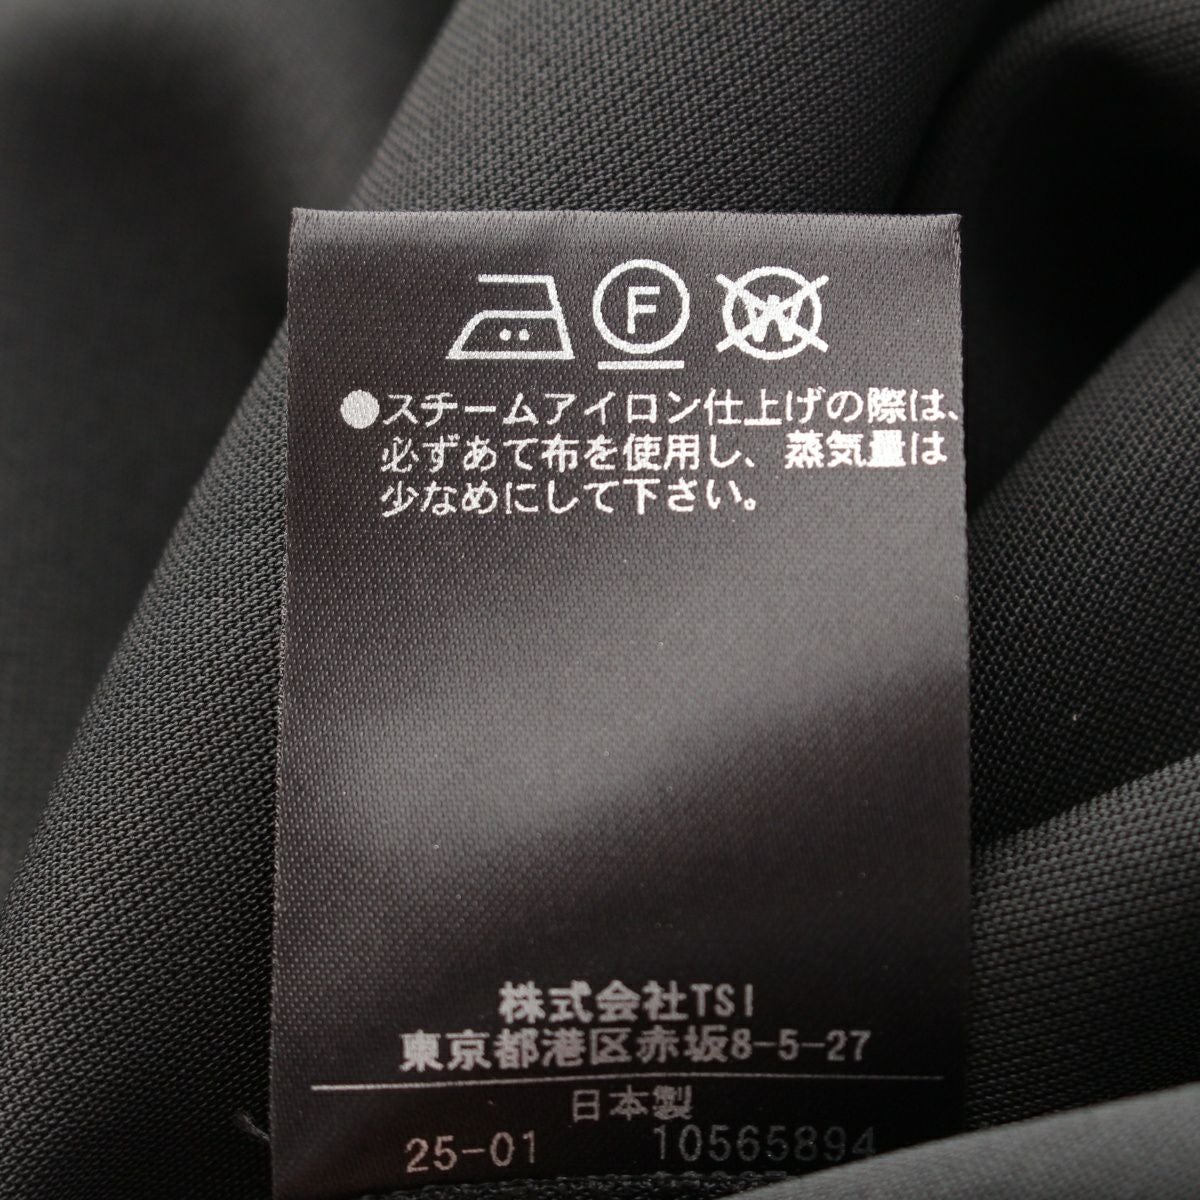 F W
●スチームアイロン仕上げの際は、
必ずあて布を使用し、蒸気量は
少なめにして下さい。
株式会社TSI
東京都港区赤坂8-5-27
日本製
25-01 10565894